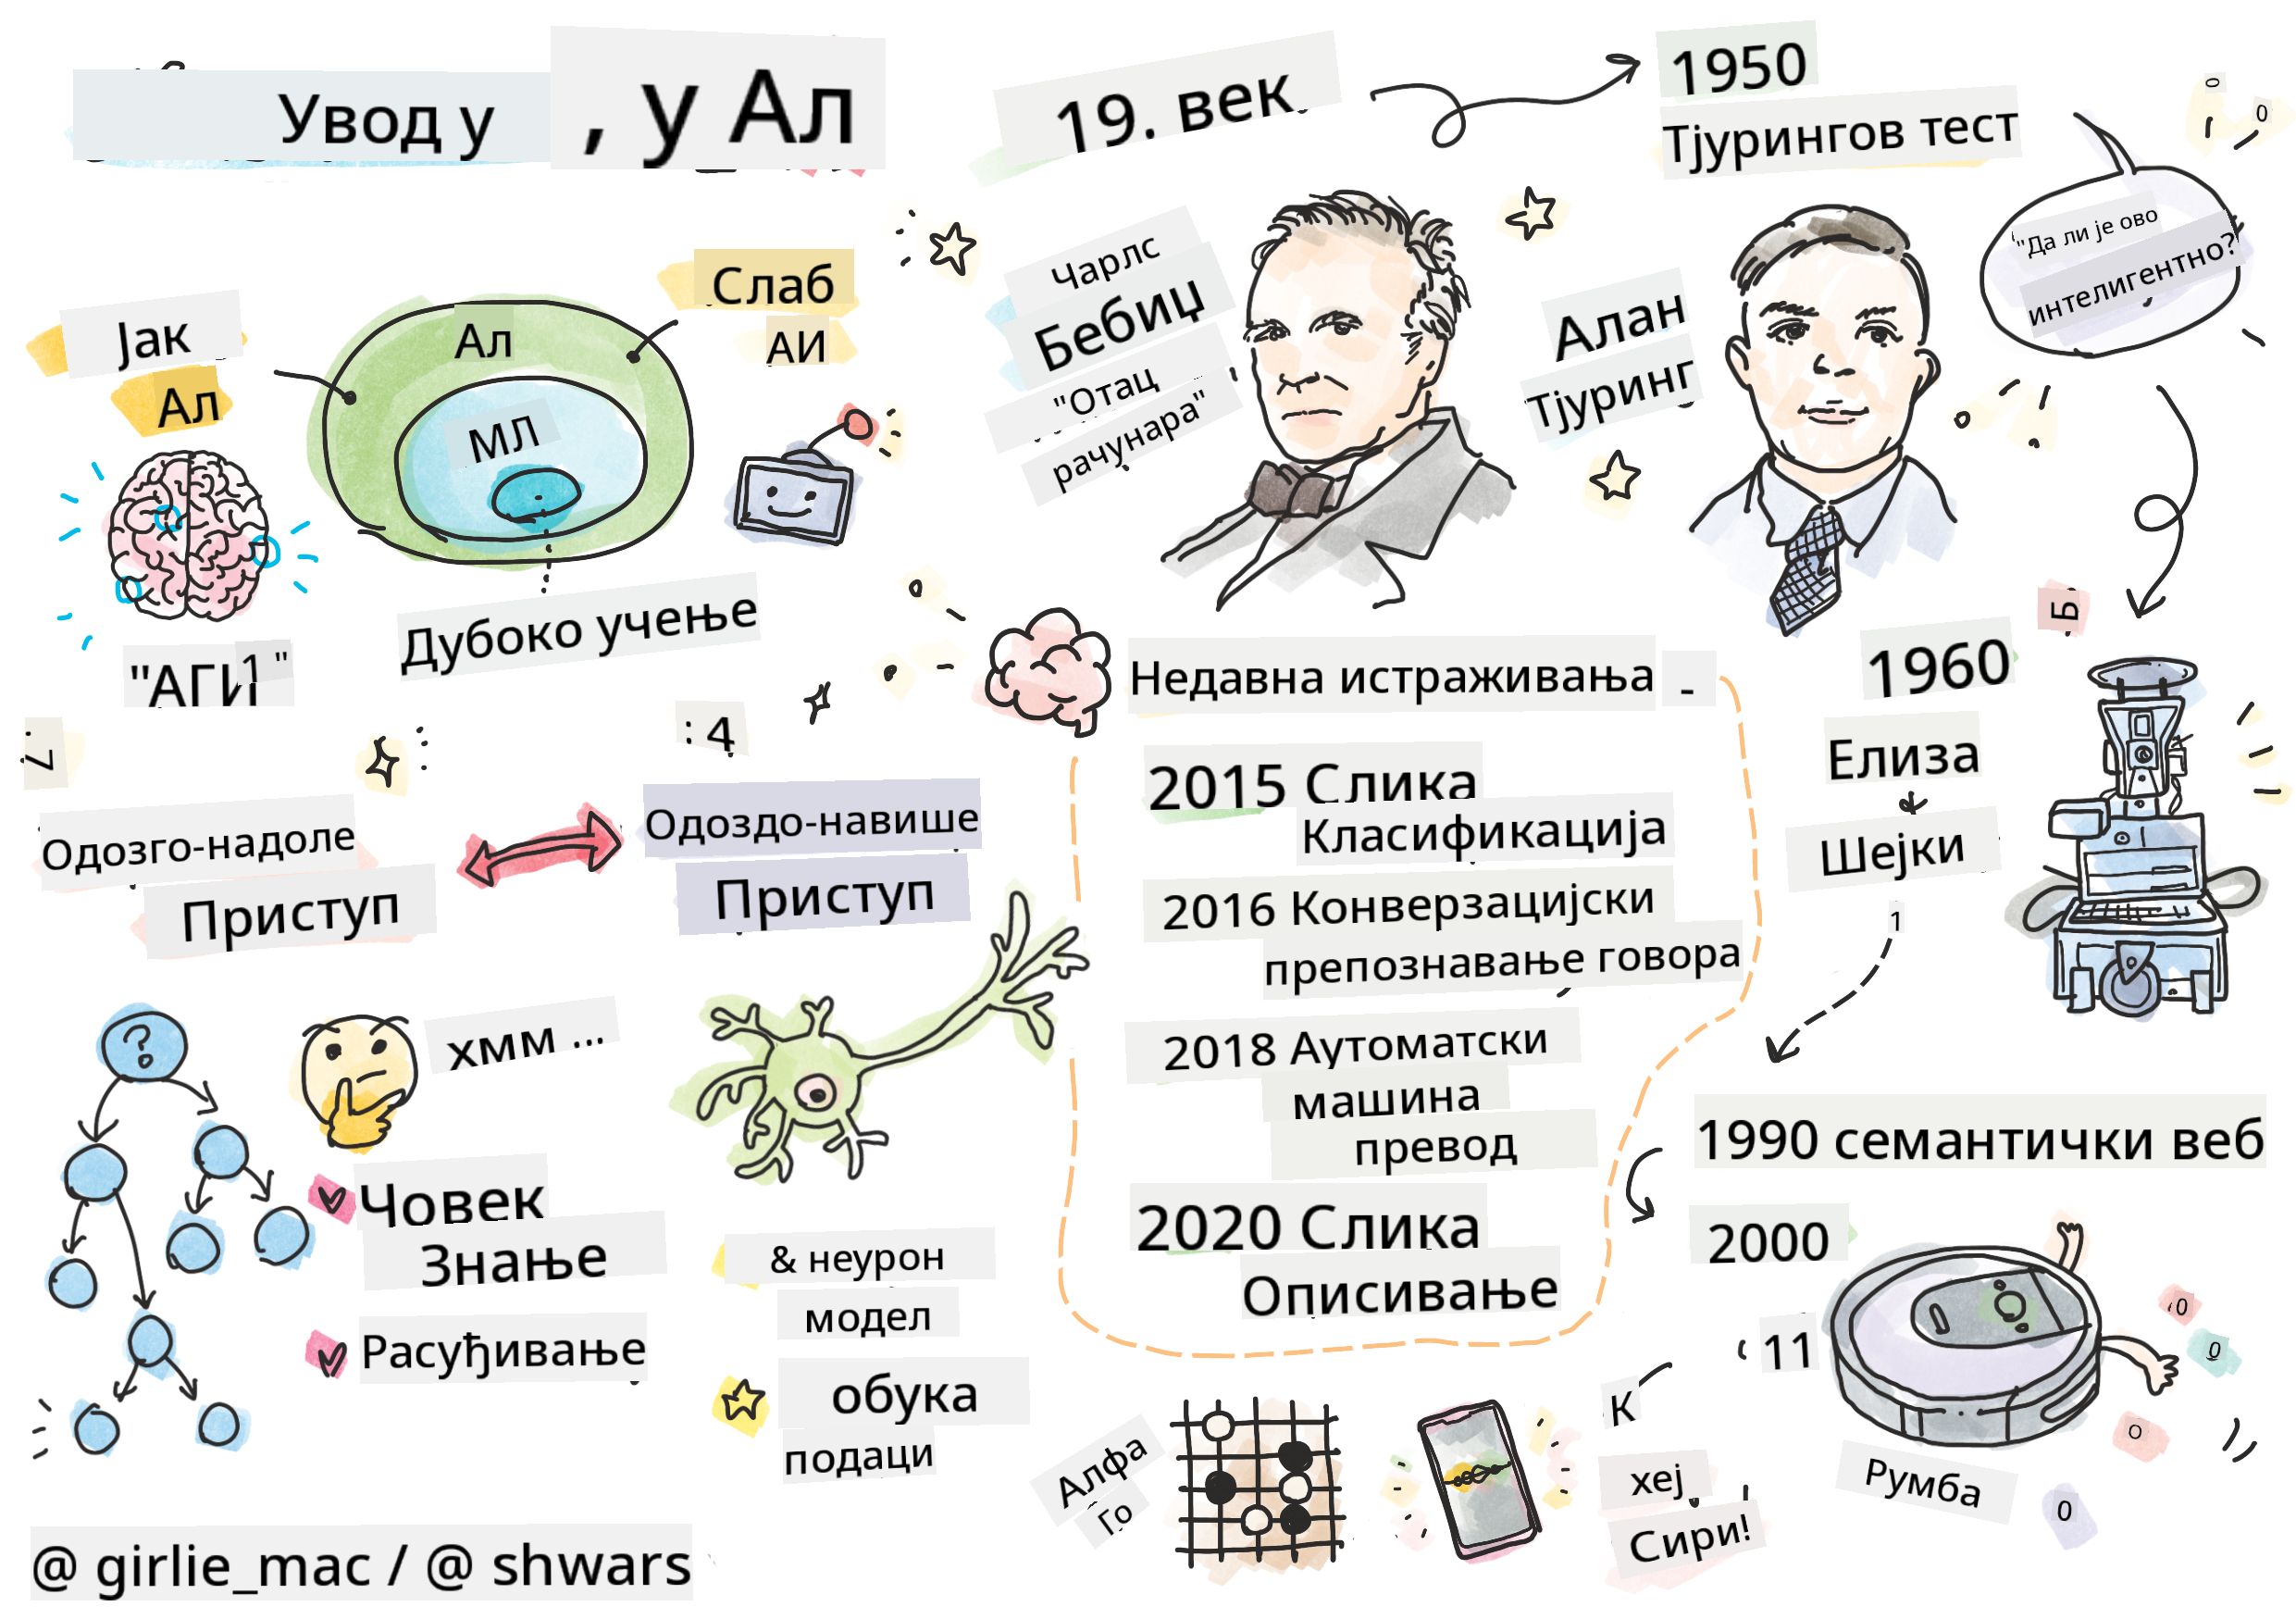 Увод у , у Ал
Јак
Ал
Ал
МЛ
Слаб
АИ
Дубоко учење
"АГИ 1 "
: 4
Одозго-надоле
Приступ
Одоздо-навише
Приступ
?
хмм ...
Човек
Знање
Расуђивање
& неурон
модел
обука
подаци
@ girlie_mac / @ shwars
19. век
Чарлс
Бебиџ
"Отац
рачунара"
1950
Тјурингов тест
Алан
Тјуринг
"Да ли је ово
интелигентно?
Недавна истраживања -
2015 Слика
Класификација
2016 Конверзацијски
препознавање говора
2018 Аутоматски
машина
превод
2020 Слика
Описивање
1960
Б
Елиза
Шејки
1
1990 семантички веб
2000
11
Румба
Алфа
Го
К
хеј
Сири!